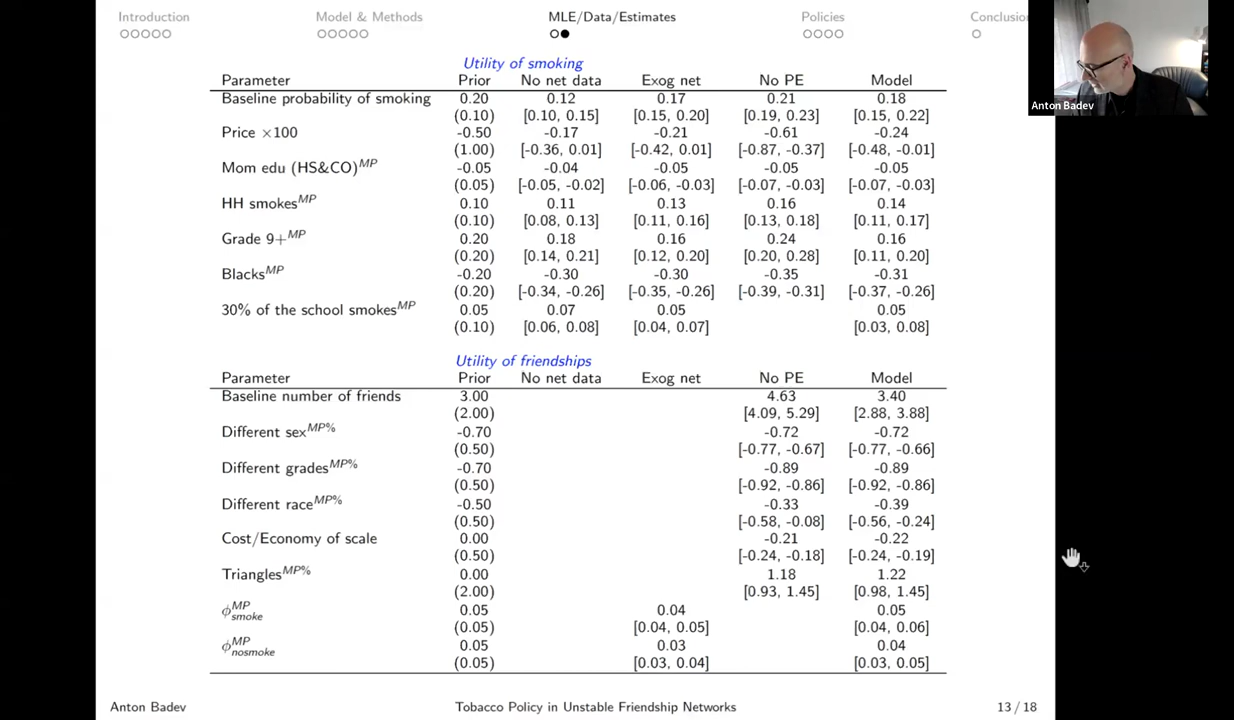 Introduction Model & Methods MLE/Data/Estimates Policies Conclusio
Utility of smoking
Parameter Prior No net data Exog net No PE Model
Baseline probability of smoking 0.20 0.12 0.17 0.21 0.18
(0.10) [0.10, 0.15] [0.15, 0.20] [0.19, 0.23] [0.15, 0.22]
Price ×100 -0.50 -0.17 -0.21 -0.61 -0.24
(1.00) [-0.36, 0.01] [-0.42, 0.01] [-0.87, -0.37] [-0.48, -0.01]
Mom edu (HS&CO)^MP -0.05 -0.04 -0.05 -0.05 -0.05
(0.05) [-0.05, -0.02] [-0.06, -0.03] [-0.07, -0.03] [-0.07, -0.03]
HH smokes^MP 0.10 0.11 0.13 0.16 0.14
(0.10) [0.08, 0.13] [0.11, 0.16] [0.13, 0.18] [0.11, 0.17]
Grade 9+^MP 0.20 0.18 0.16 0.24 0.16
(0.20) [0.14, 0.21] [0.12, 0.20] [0.20, 0.28] [0.11, 0.20]
Blacks^MP -0.20 -0.30 -0.30 -0.35 -0.31
(0.20) [-0.34, -0.26] [-0.35, -0.26] [-0.39, -0.31] [-0.37, -0.26]
30% of the school smokes^MP 0.05 0.07 0.05 0.05
(0.10) [0.06, 0.08] [0.04, 0.07] [0.03, 0.08]
Utility of friendships
Parameter Prior No net data Exog net No PE Model
Baseline number of friends 3.00 4.63 3.40
(2.00) [4.09, 5.29] [2.88, 3.88]
Different sex^MP% -0.70 -0.72 -0.72
(0.50) [-0.77, -0.67] [-0.77, -0.66]
Different grades^MP% -0.70 -0.89 -0.89
(0.50) [-0.92, -0.86] [-0.92, -0.86]
Different race^MP% -0.50 -0.33 -0.39
(0.50) [-0.58, -0.08] [-0.56, -0.24]
Cost/Economy of scale 0.00 -0.21 -0.22
(0.50) [-0.24, -0.18] [-0.24, -0.19]
Triangles^MP% 0.00 1.18 1.22
(2.00) [0.93, 1.45] [0.98, 1.45]
ϕ^MP_smoke 0.05 0.04 0.05
(0.05) [0.04, 0.05] [0.04, 0.06]
ϕ^MP_nosmoke 0.05 0.03 0.04
(0.05) [0.03, 0.04] [0.03, 0.05]
Anton Badev Tobacco Policy in Unstable Friendship Networks 13 / 18
Anton Badev